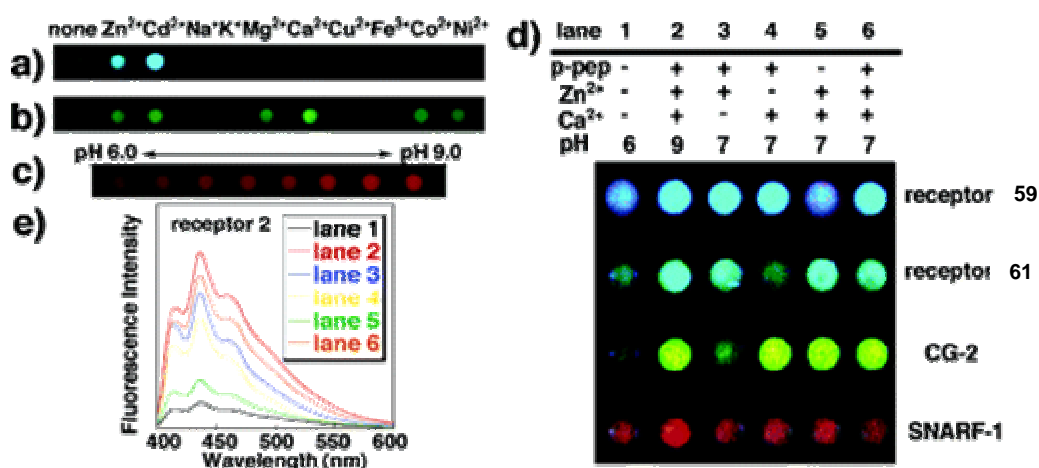 none Zn²⁺ Cd²⁺ Na⁺ K⁺ Mg²⁺ Ca²⁺ Cu²⁺ Fe³⁺ Co²⁺ Ni²⁺
a)
b)
pH 6.0 pH 9.0
c)
e)
receptor 2
lane 1
lane 2
lane 3
lane 4
lane 5
lane 6
Fluorescence Intensity
400 450 500 550 600
Wavelength (nm)
d) lane 1 2 3 4 5 6
p-pep - + + + - +
Zn²⁺ - + + - + +
Ca²⁺ - + - + + +
pH 6 9 7 7 7 7
receptor 59
receptor 61
CG-2
SNARF-1